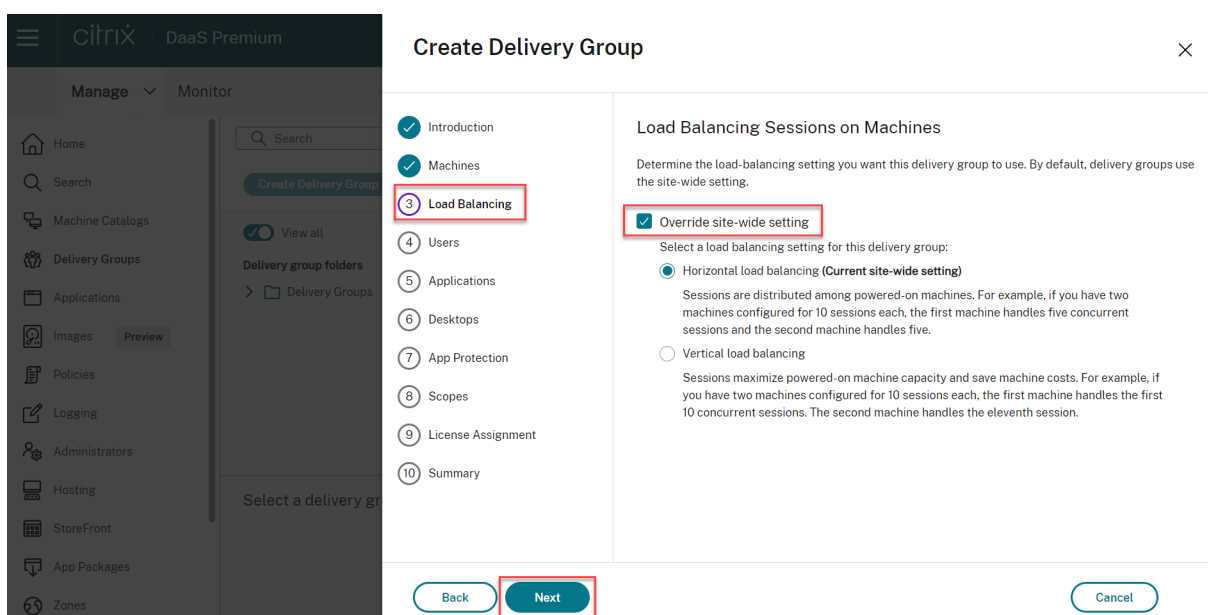 citrix DaaS Premium
Manage Monitor
Home
Search
Machine Catalogs
Delivery Groups
Applications
Images Preview
Policies
Logging
Administrators
Hosting
StoreFront
App Packages
Zones
Search
Create Delivery Group
View all
Delivery group folders
Delivery Groups
Select a delivery gr
Create Delivery Group
Introduction
Machines
3 Load Balancing
4 Users
5 Applications
6 Desktops
7 App Protection
8 Scopes
9 License Assignment
10 Summary
Load Balancing Sessions on Machines
Determine the load-balancing setting you want this delivery group to use. By default, delivery groups use
the site-wide setting.
Override site-wide setting
Select a load balancing setting for this delivery group:
Horizontal load balancing (Current site-wide setting)
Sessions are distributed among powered-on machines. For example, if you have two
machines configured for 10 sessions each, the first machine handles five concurrent
sessions and the second machine handles five.
Vertical load balancing
Sessions maximize powered-on machine capacity and save machine costs. For example, if
you have two machines configured for 10 sessions each, the first machine handles the first
10 concurrent sessions. The second machine handles the eleventh session.
Back Next Cancel